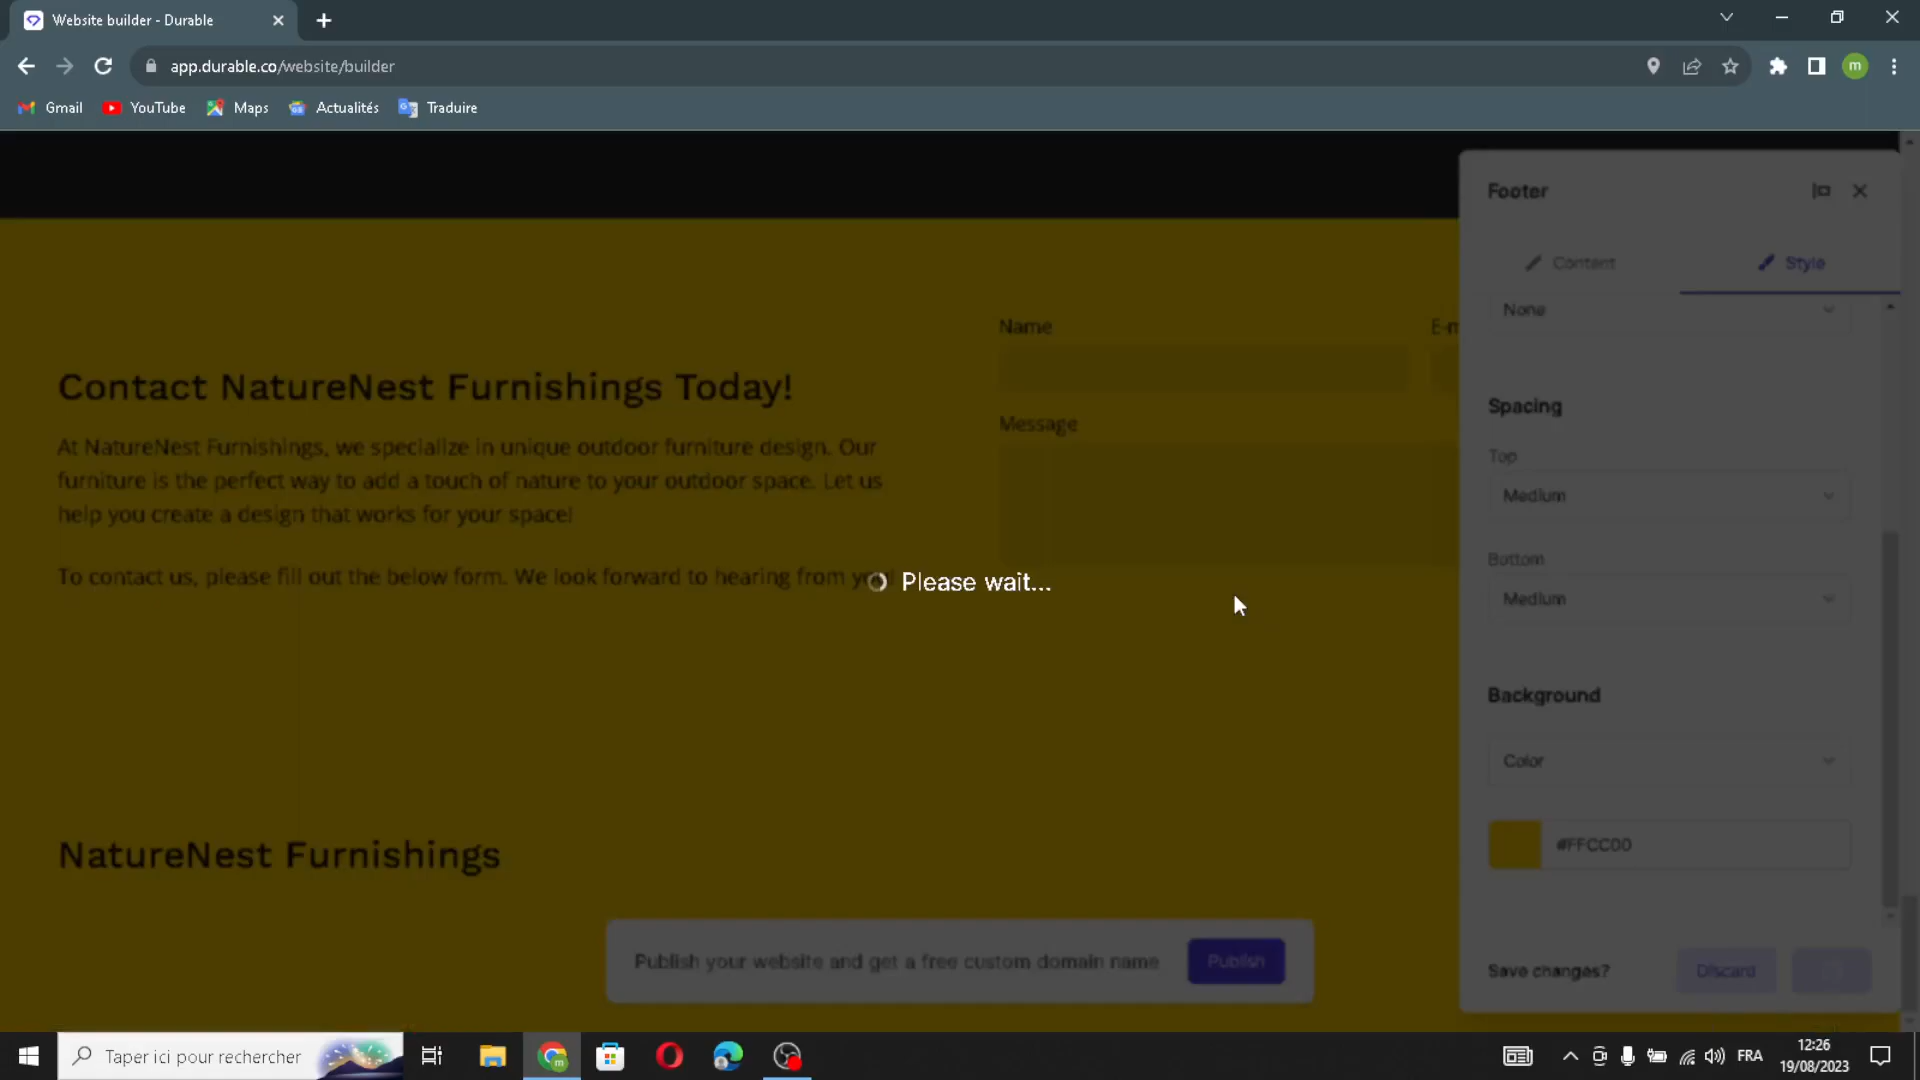 Website builder - Durable
app.durable.co/website/builder
m
Gmail
YouTube
Maps
Actualités
Traduire
Footer
Content
Style
None
Name
E-m
Contact NatureNest Furnishings Today!
Spacing
Message
At NatureNest Furnishings, we specialize in unique outdoor furniture design. Our
furniture is the perfect way to add a touch of nature to your outdoor space. Let us
help you create a design that works for your space!
Top
Medium
Bottom
Medium
To contact us, please fill out the below form. We look forward to hearing from
Please wait...
Background
Color
#FFCC00
NatureNest Furnishings
Publish your website and get a free custom domain name
Publish
Save changes?
Discard
Taper ici pour rechercher
FRA
12:26
19/08/2023